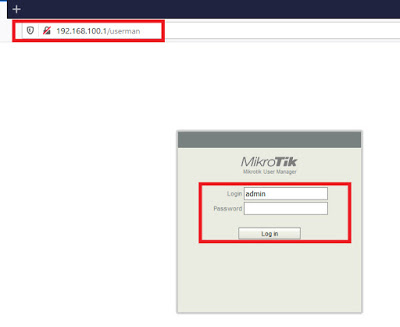 192.168.100.1/userman
MikroTik
Mikrotik User Manager
Login admin
Password
Log in